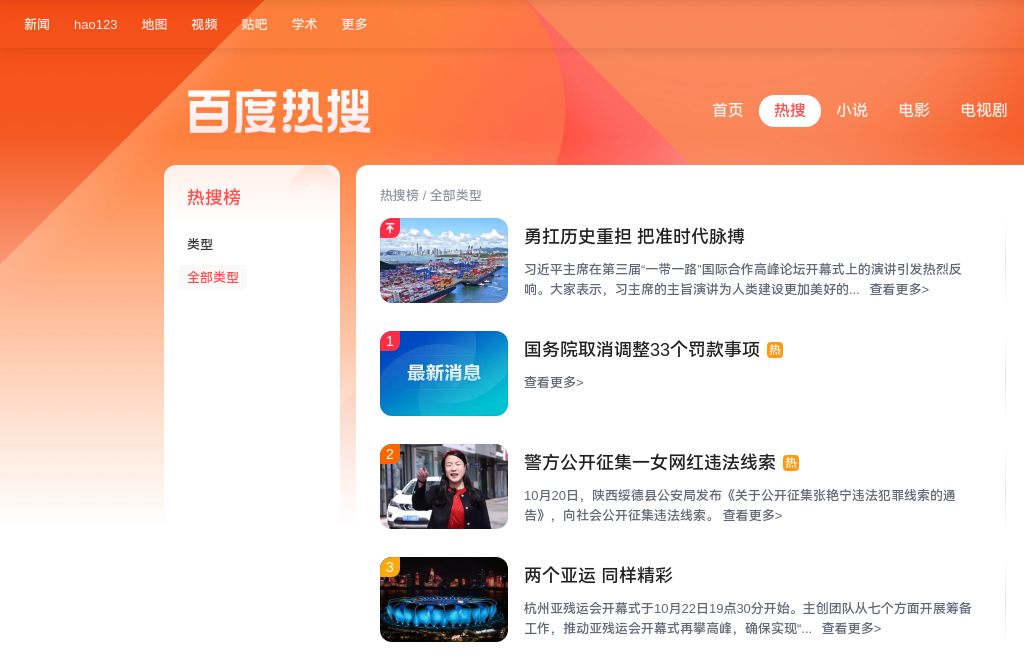 新闻 hao123 地图 视频 贴吧 学术 更多
百度热搜
首页 热搜 小说 电影 电视剧
热搜榜
类型
全部类型
热搜榜 / 全部类型
勇扛历史重担 把准时代脉搏
习近平主席在第三届“一带一路”国际合作高峰论坛开幕式上的演讲引发热烈反
响。大家表示，习主席的主旨演讲为人类建设更加美好的... 查看更多>
1
最新消息
国务院取消调整33个罚款事项 热
查看更多>
2
警方公开征集一女网红违法线索 热
10月20日，陕西绥德县公安局发布《关于公开征集张艳宁违法犯罪线索的通
告》，向社会公开征集违法线索。 查看更多>
3
两个亚运 同样精彩
杭州亚残运会开幕式于10月22日19点30分开始。主创团队从七个方面开展筹备
工作，推动亚残运会开幕式再攀高峰，确保实现“... 查看更多>